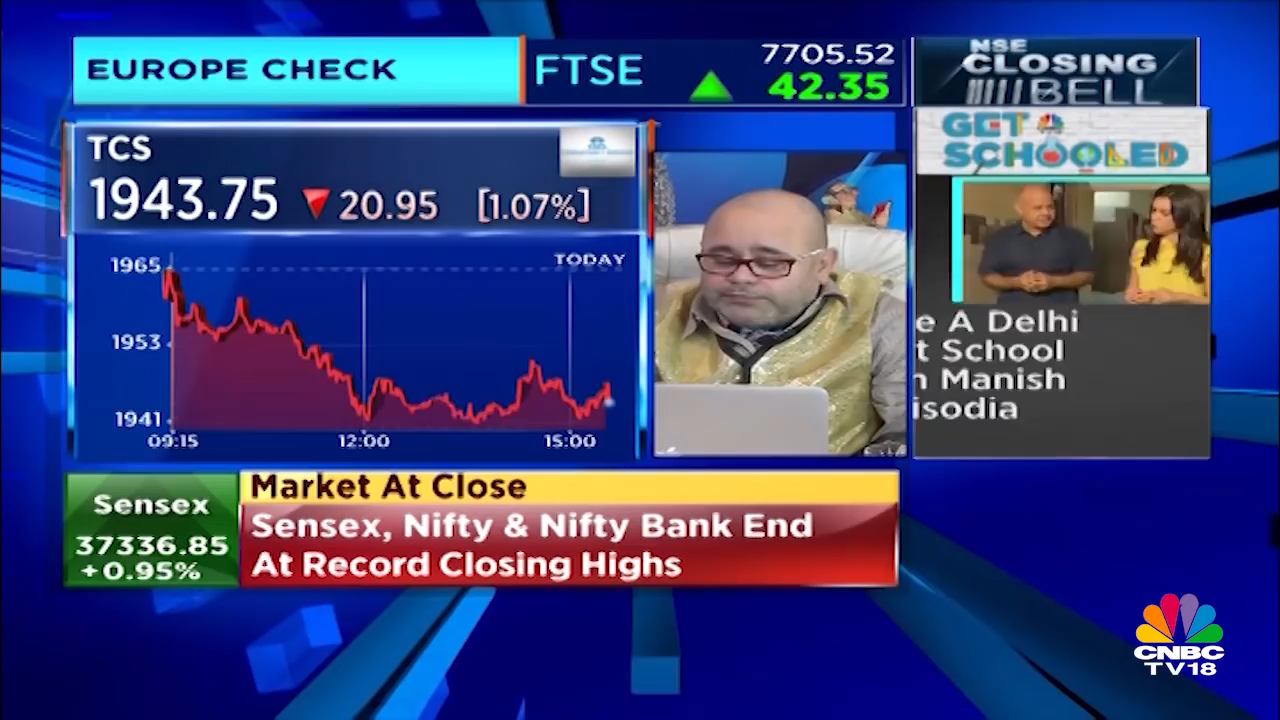 EUROPE CHECK
FTSE
7705.52
42.35
NSE
CLOSING
BELL
TCS
1943.75 20.95 [1.07%]
TODAY
1965
1953
1941
09:15 12:00 15:00
GET
SCHOOLED
e A Delhi
t School
n Manish
isodia
Sensex
37336.85
+0.95%
Market At Close
Sensex, Nifty & Nifty Bank End
At Record Closing Highs
CNBC
TV18